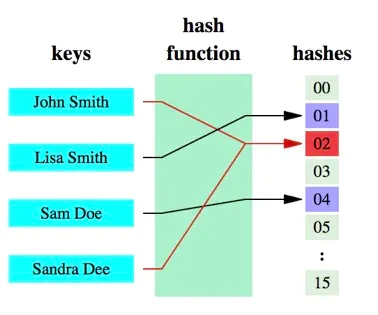 hash
keys function hashes
John Smith
Lisa Smith
Sam Doe
Sandra Dee
00
01
02
03
04
05
:
15